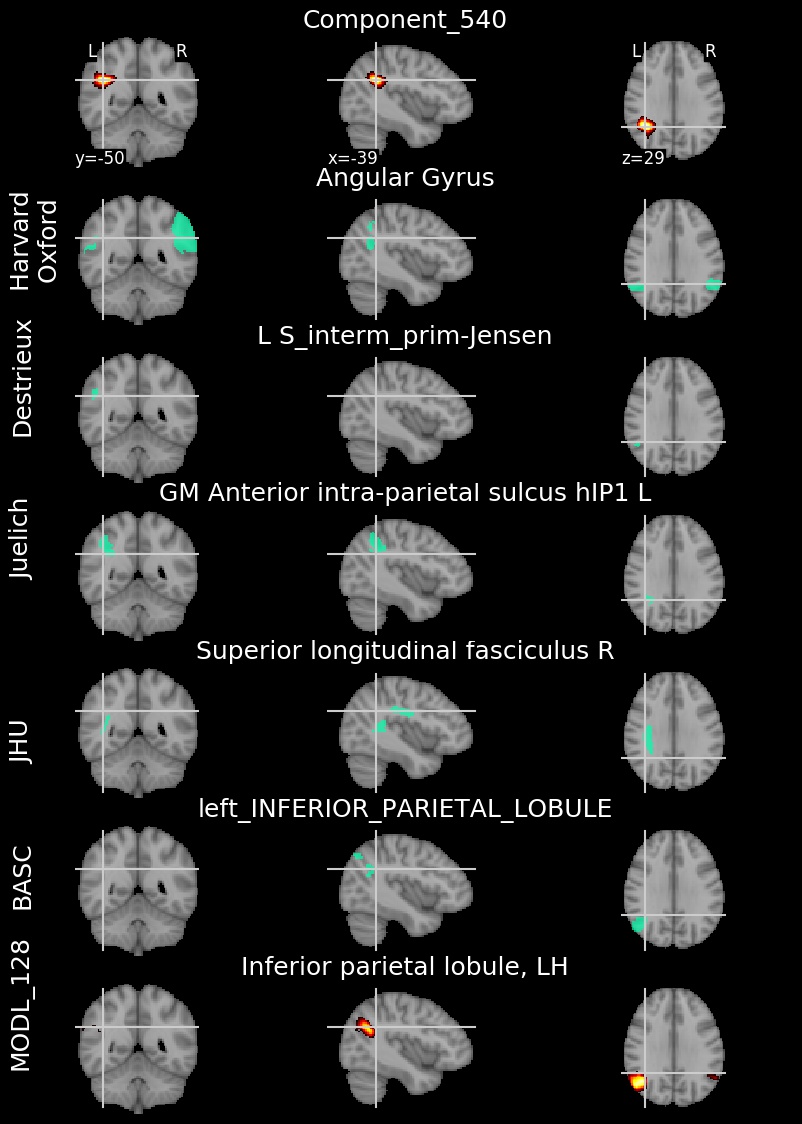 Component_540
L R
L R
y=-50
x=-39
z=29
Angular Gyrus
Harvard
Oxford
L S_interm_prim-Jensen
Destrieux
GM Anterior intra-parietal sulcus hIP1 L
Juelich
Superior longitudinal fasciculus R
JHU
left_INFERIOR_PARIETAL_LOBULE
BASC
Inferior parietal lobule, LH
MODL_128